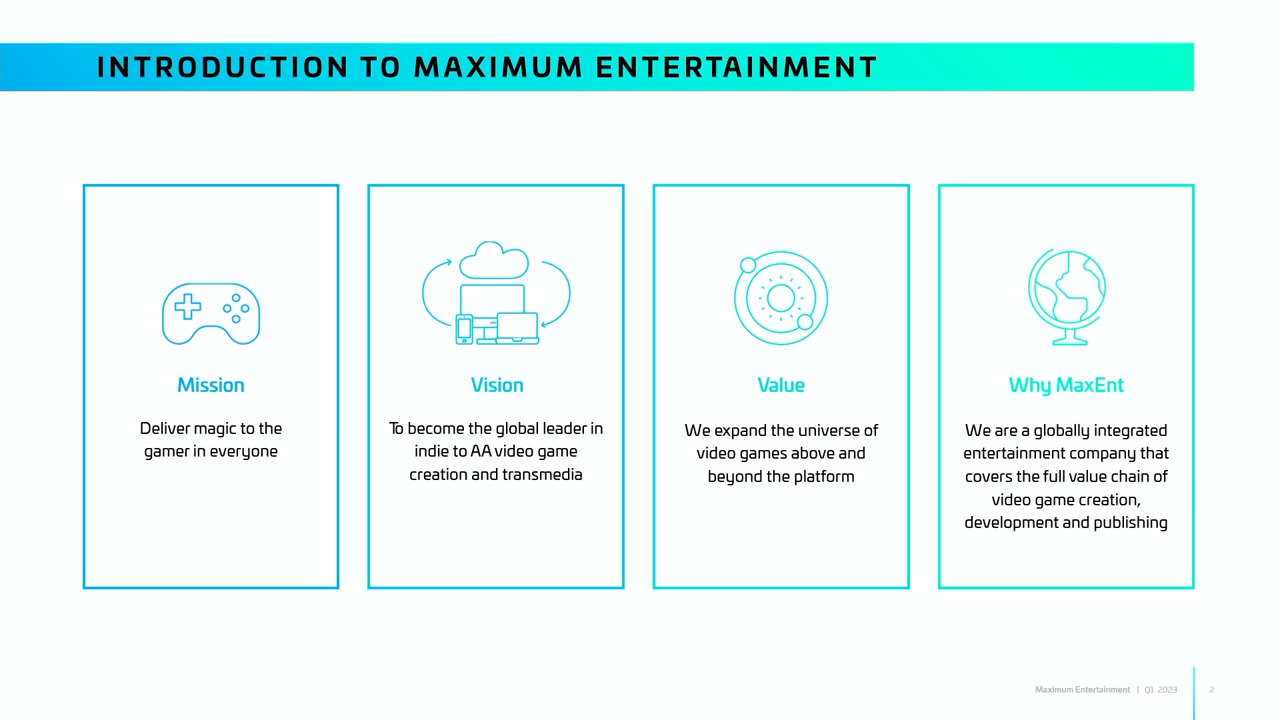 INTRODUCTION TO MAXIMUM ENTERTAINMENT
Mission
Deliver magic to the
gamer in everyone
Vision
To become the global leader in
indie to AA video game
creation and transmedia
Value
We expand the universe of
video games above and
beyond the platform
Why MaxEnt
We are a globally integrated
entertainment company that
covers the full value chain of
video game creation,
development and publishing
Maximum Entertainment | Q1 2023 2